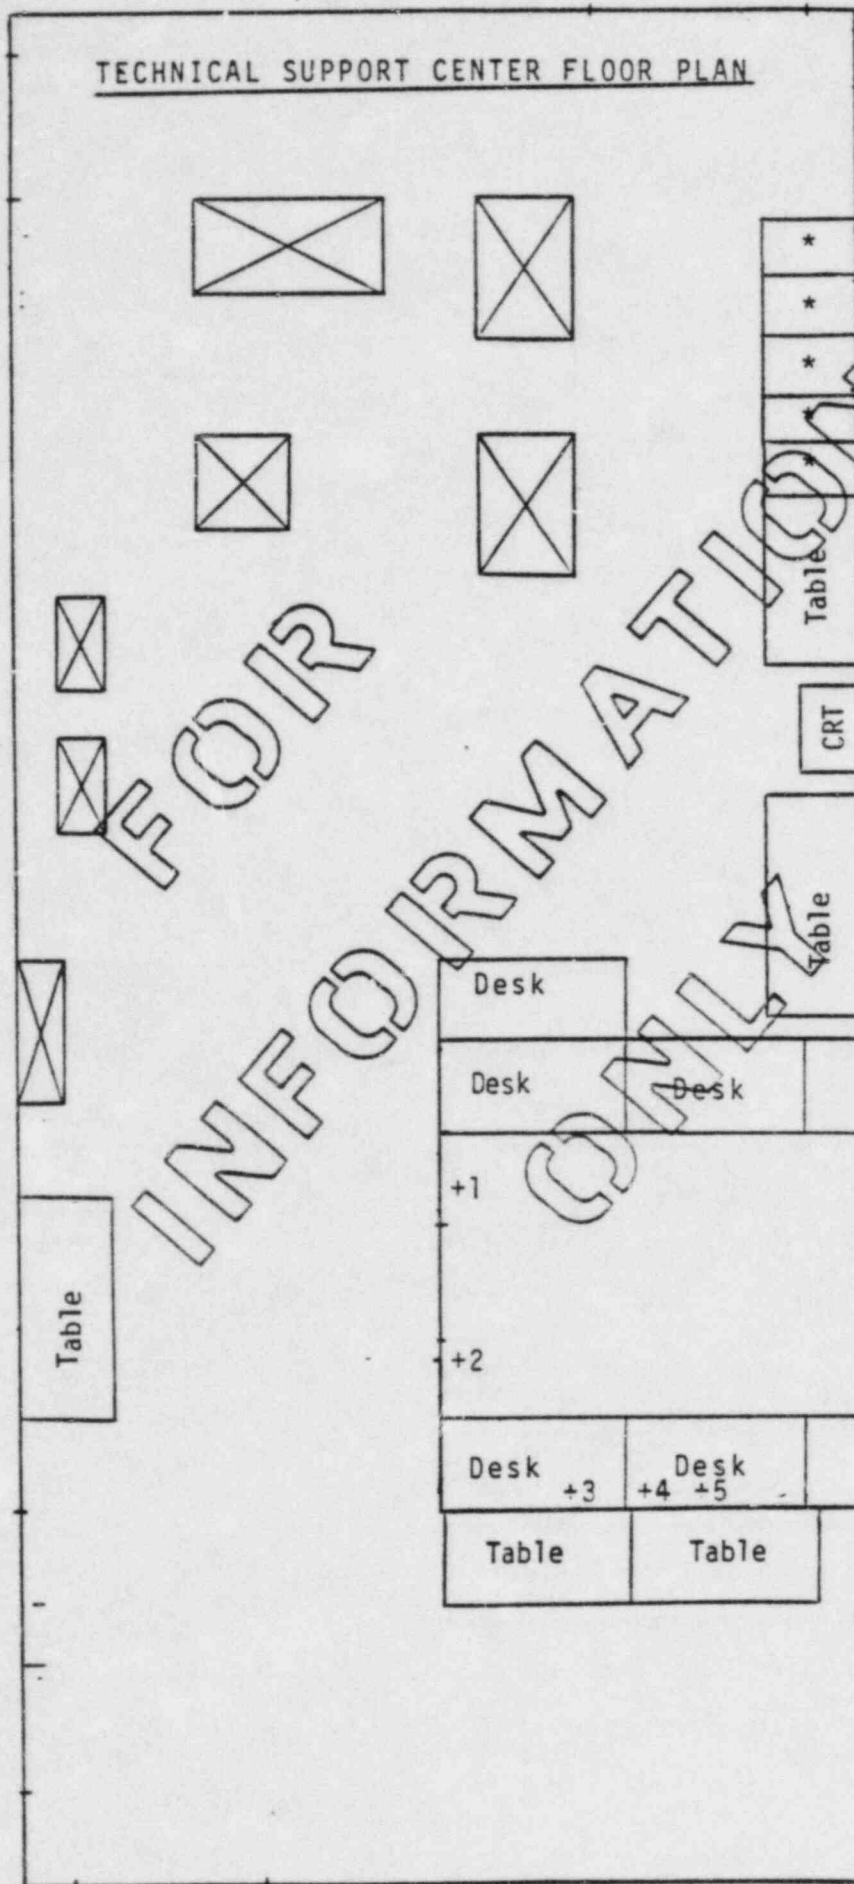 TECHNICAL SUPPORT CENTER FLOOR PLAN
*
*
*
*
*
Table
CRT
Table
FOR
INFORMATION
ONLY
Desk
Desk
Desk
+1
Table
+2
Desk
Desk
+3
+4
+5
Table
Table